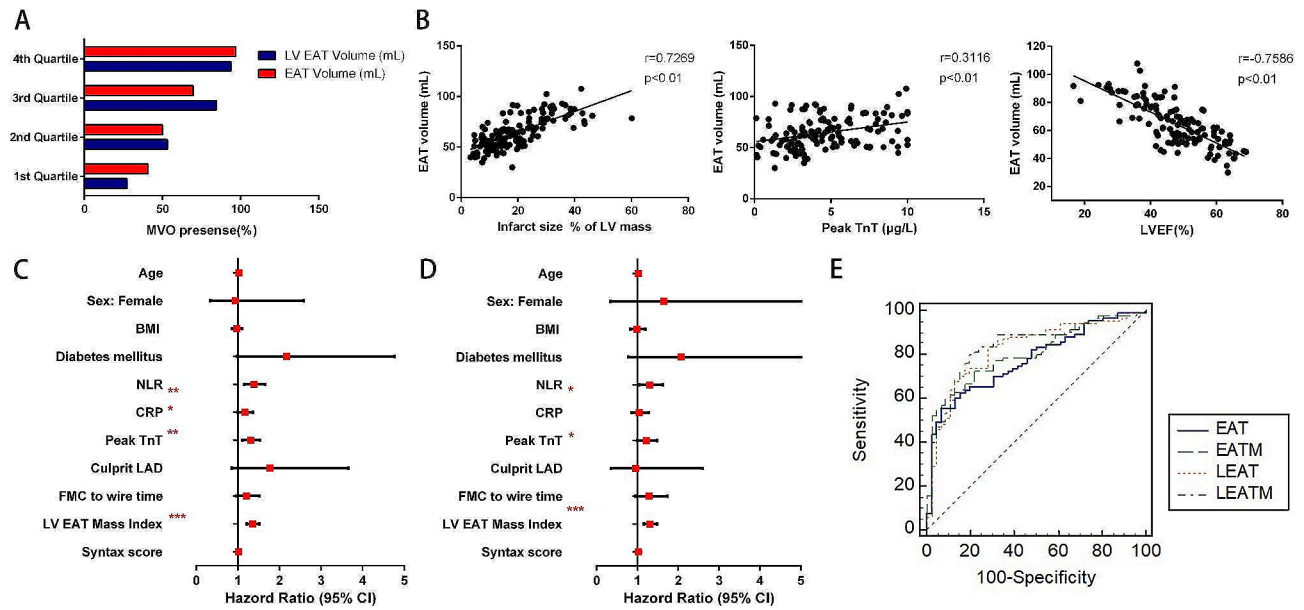 A
4th Quartile
3rd Quartile
2nd Quartile
1st Quartile
0
50
100
150
MVO presense(%)
LV EAT Volume (mL)
EAT Volume (mL)
B
EAT volume (mL)
150
100
50
0
0
20
40
60
80
Infarct size % of LV mass
r=0.7269
p<0.01
EAT volume (mL)
150
100
50
0
0
5
10
15
Peak TnT (μg/L)
r=0.3116
p<0.01
EAT volume (mL)
120
100
80
60
40
20
20
40
60
80
LVEF(%)
r=-0.7586
p<0.01
C
Age
Sex: Female
BMI
Diabetes mellitus
NLR **
CRP *
Peak TnT **
Culprit LAD
FMC to wire time
LV EAT Mass Index ***
Syntax score
0
1
2
3
4
5
Hazord Ratio (95% CI)
D
Age
Sex: Female
BMI
Diabetes mellitus
NLR *
CRP
Peak TnT *
Culprit LAD
FMC to wire time
LV EAT Mass Index ***
Syntax score
0
1
2
3
4
5
Hazord Ratio (95% CI)
E
Sensitivity
100
80
60
40
20
0
0
20
40
60
80
100
100-Specificity
EAT
EATM
LEAT
LEATM